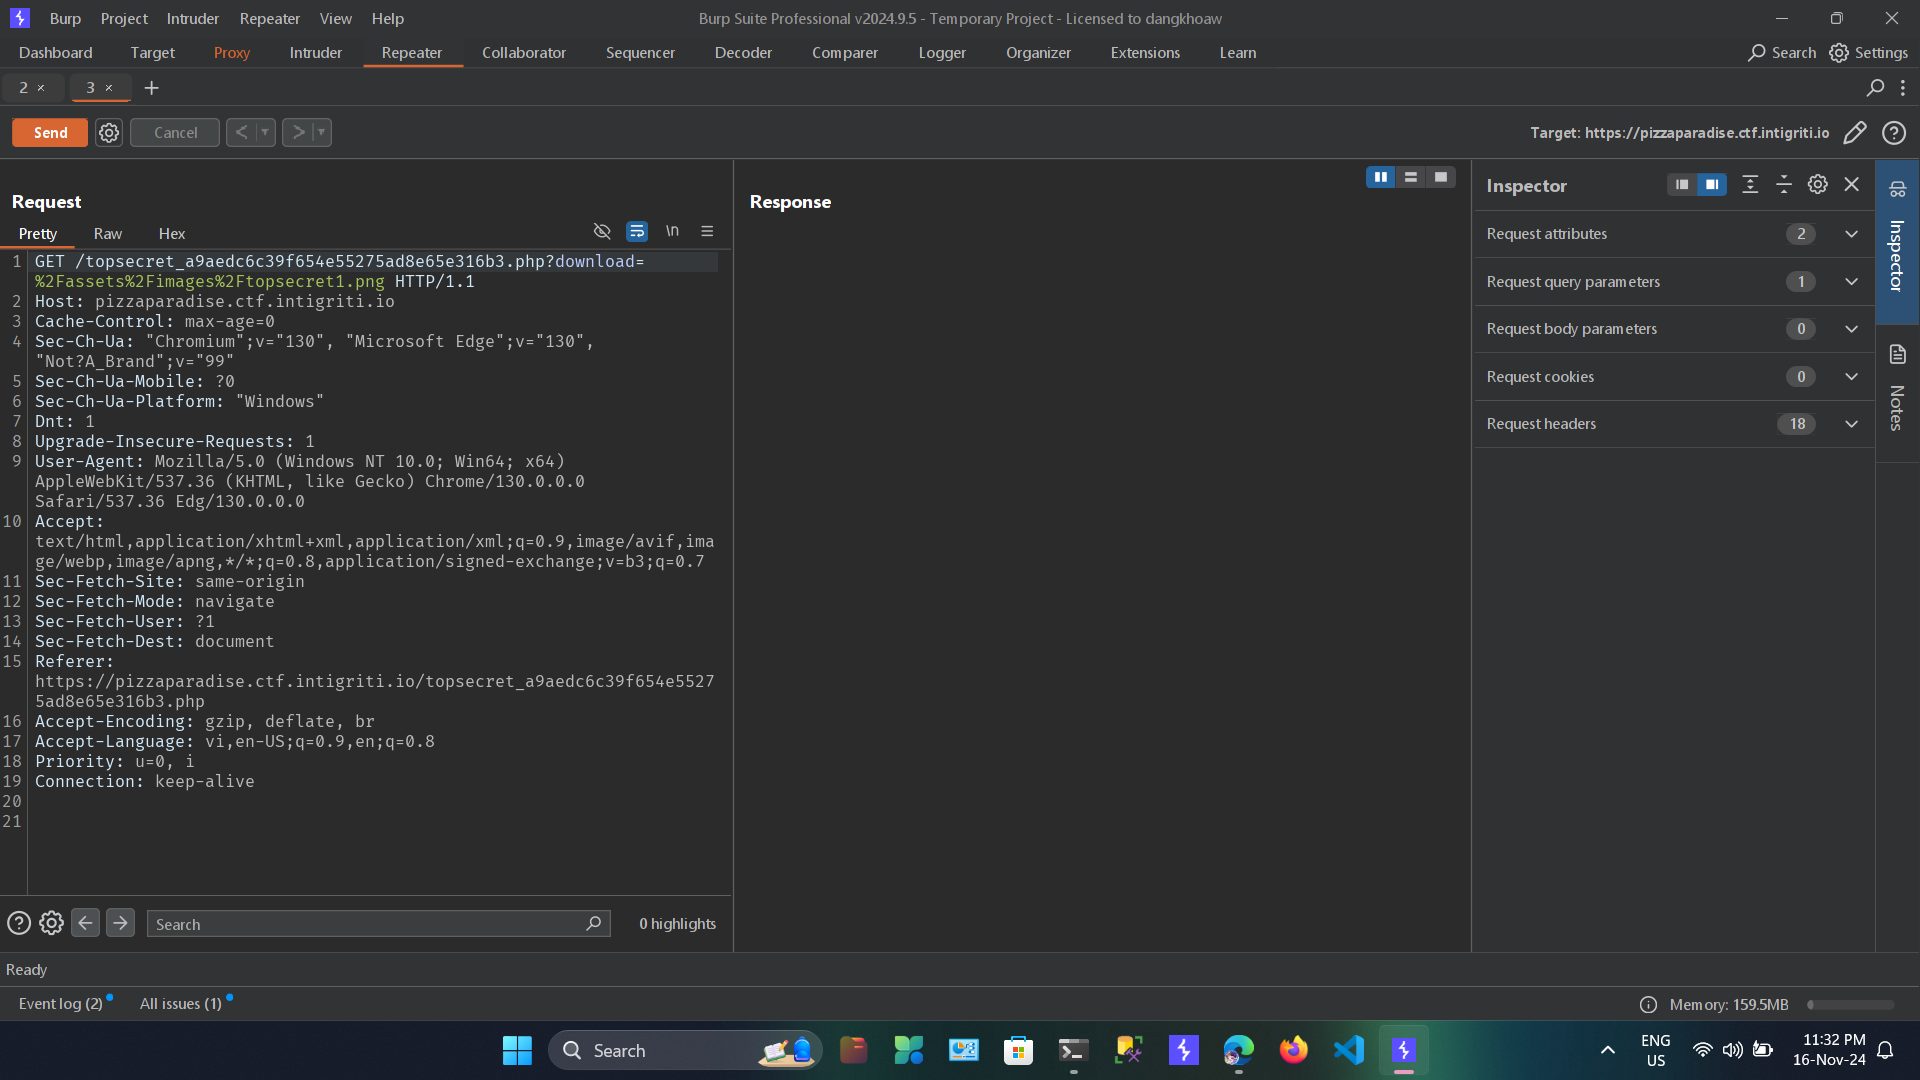 Burp Project Intruder Repeater View Help Burp Suite Professional v2024.9.5 - Temporary Project - Licensed to dangkhoaw
Dashboard Target Proxy Intruder Repeater Collaborator Sequencer Decoder Comparer Logger Organizer Extensions Learn Search Settings
2 × 3 × +
Send Cancel < > Target: https://pizzaparadise.ctf.intigriti.io
Request
Pretty Raw Hex \n
1 GET /topsecret_a9aedc6c39f654e55275ad8e65e316b3.php?download=
%2Fassets%2Fimages%2Ftopsecret1.png HTTP/1.1
2 Host: pizzaparadise.ctf.intigriti.io
3 Cache-Control: max-age=0
4 Sec-Ch-Ua: "Chromium";v="130", "Microsoft Edge";v="130",
"Not?A_Brand";v="99"
5 Sec-Ch-Ua-Mobile: ?0
6 Sec-Ch-Ua-Platform: "Windows"
7 Dnt: 1
8 Upgrade-Insecure-Requests: 1
9 User-Agent: Mozilla/5.0 (Windows NT 10.0; Win64; x64)
AppleWebKit/537.36 (KHTML, like Gecko) Chrome/130.0.0.0
Safari/537.36 Edg/130.0.0.0
10 Accept:
text/html,application/xhtml+xml,application/xml;q=0.9,image/avif,ima
ge/webp,image/apng,*/*;q=0.8,application/signed-exchange;v=b3;q=0.7
11 Sec-Fetch-Site: same-origin
12 Sec-Fetch-Mode: navigate
13 Sec-Fetch-User: ?1
14 Sec-Fetch-Dest: document
15 Referer:
https://pizzaparadise.ctf.intigriti.io/topsecret_a9aedc6c39f654e5527
5ad8e65e316b3.php
16 Accept-Encoding: gzip, deflate, br
17 Accept-Language: vi,en-US;q=0.9,en;q=0.8
18 Priority: u=0, i
19 Connection: keep-alive
20
21
Search 0 highlights
Response
Inspector
Request attributes 2
Request query parameters 1
Request body parameters 0
Request cookies 0
Request headers 18
Inspector
Notes
Ready
Event log (2) All issues (1) Memory: 159.5MB
Search
ENG
US
11:32 PM
16-Nov-24